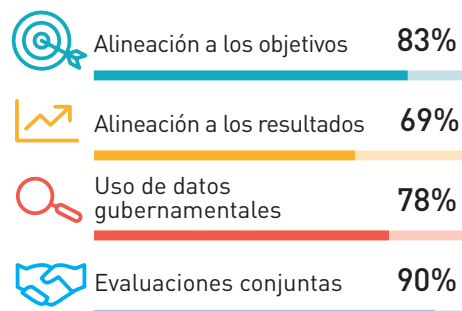 Alineación a los objetivos 83%
Alineación a los resultados 69%
Uso de datos
gubernamentales 78%
Evaluaciones conjuntas 90%